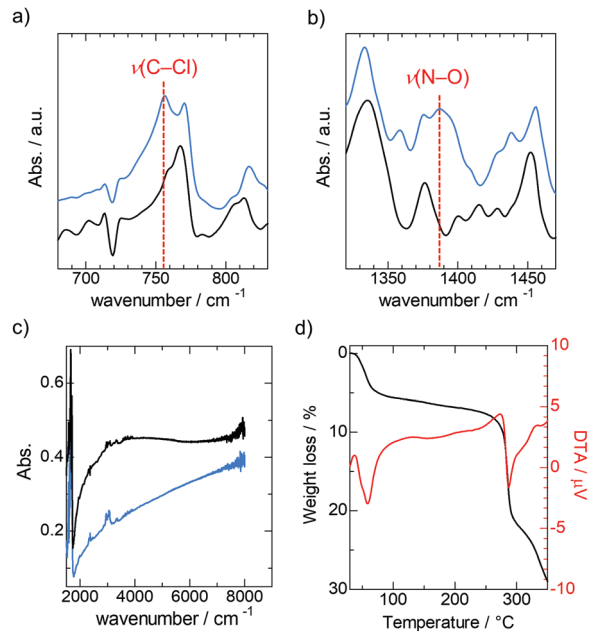 a)
ν(C–Cl)
Abs. / a.u.
700
750
800
wavenumber / cm -1
b)
ν(N–O)
Abs. / a.u.
1350
1400
1450
wavenumber / cm -1
c)
0.6
0.4
0.2
Abs.
2000
4000
6000
8000
wavenumber / cm -1
d)
0
10
20
30
Weight loss / %
10
5
0
-5
-10
DTA / μV
100
200
300
Temperature / °C